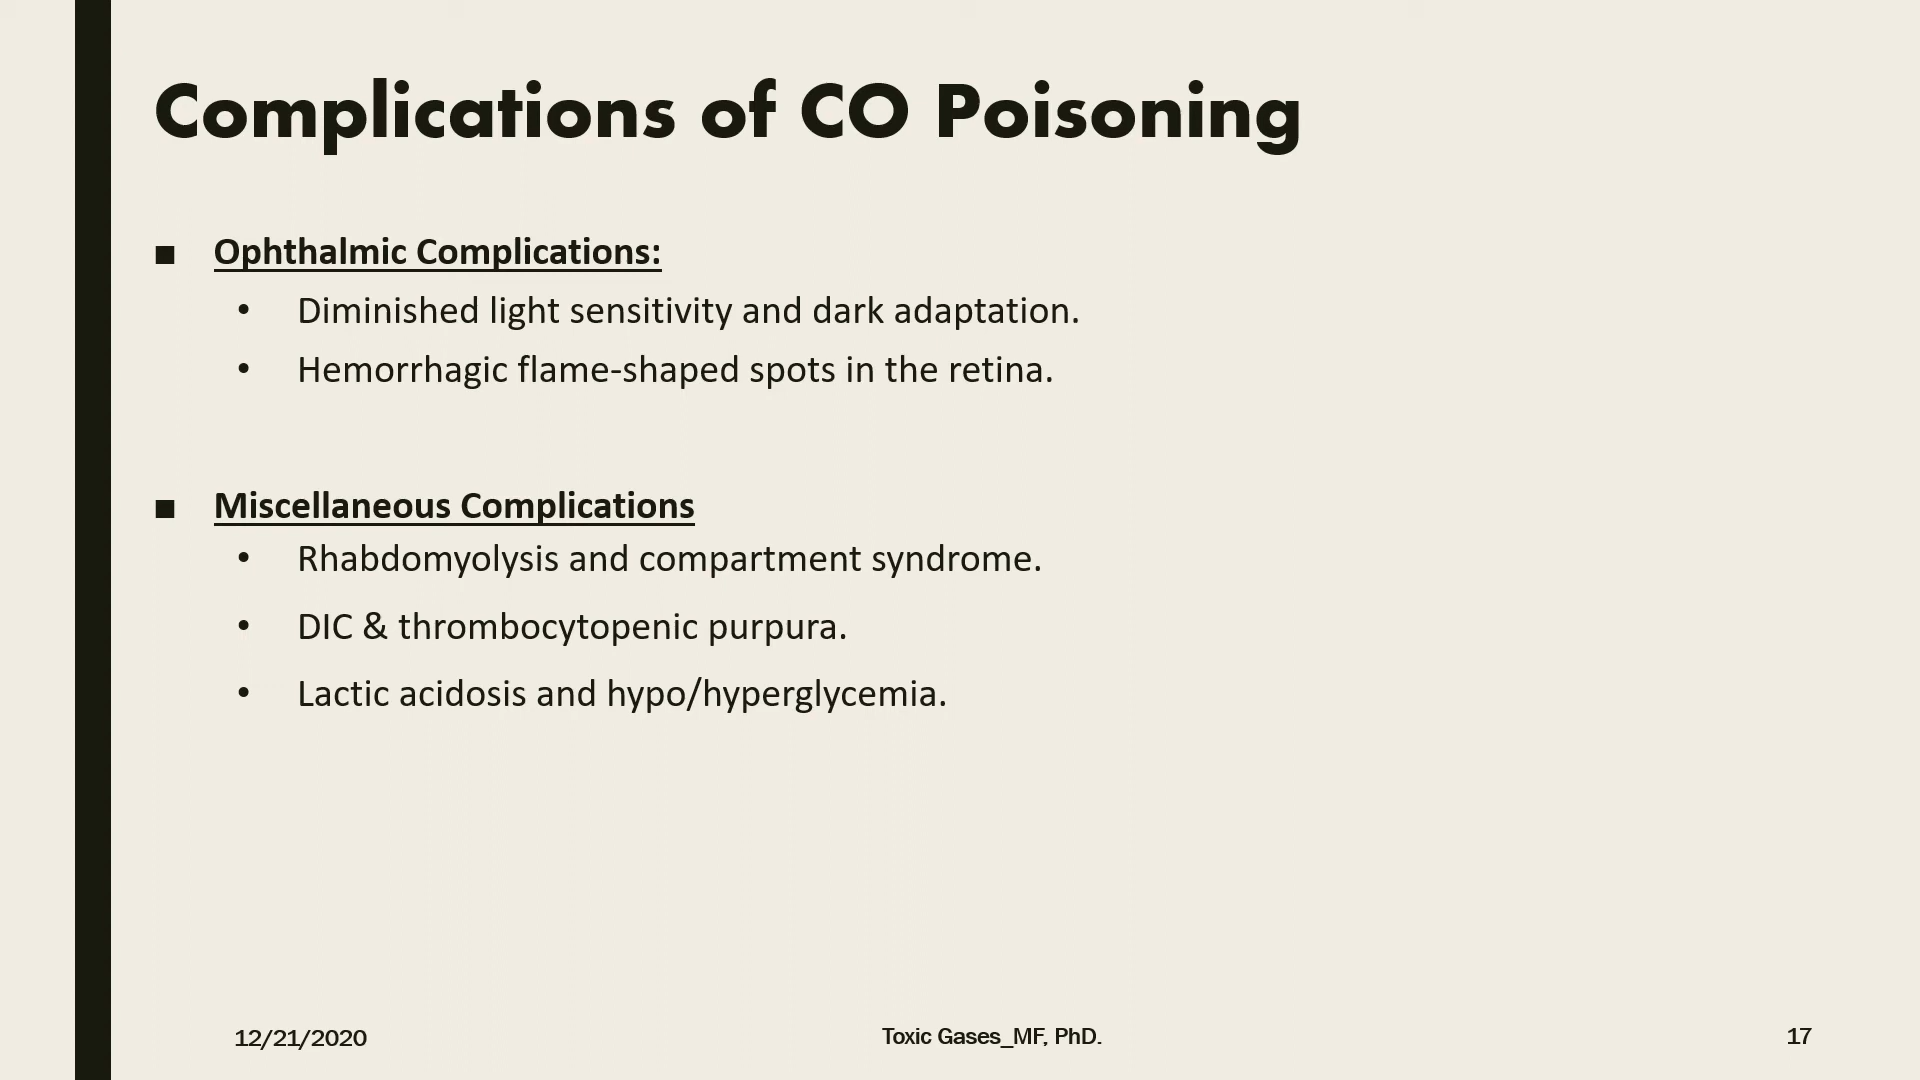 Complications of CO Poisoning
■ Ophthalmic Complications:
• Diminished light sensitivity and dark adaptation.
• Hemorrhagic flame-shaped spots in the retina.
■ Miscellaneous Complications
• Rhabdomyolysis and compartment syndrome.
• DIC & thrombocytopenic purpura.
• Lactic acidosis and hypo/hyperglycemia.
12/21/2020
Toxic Gases_MF, PhD.
17